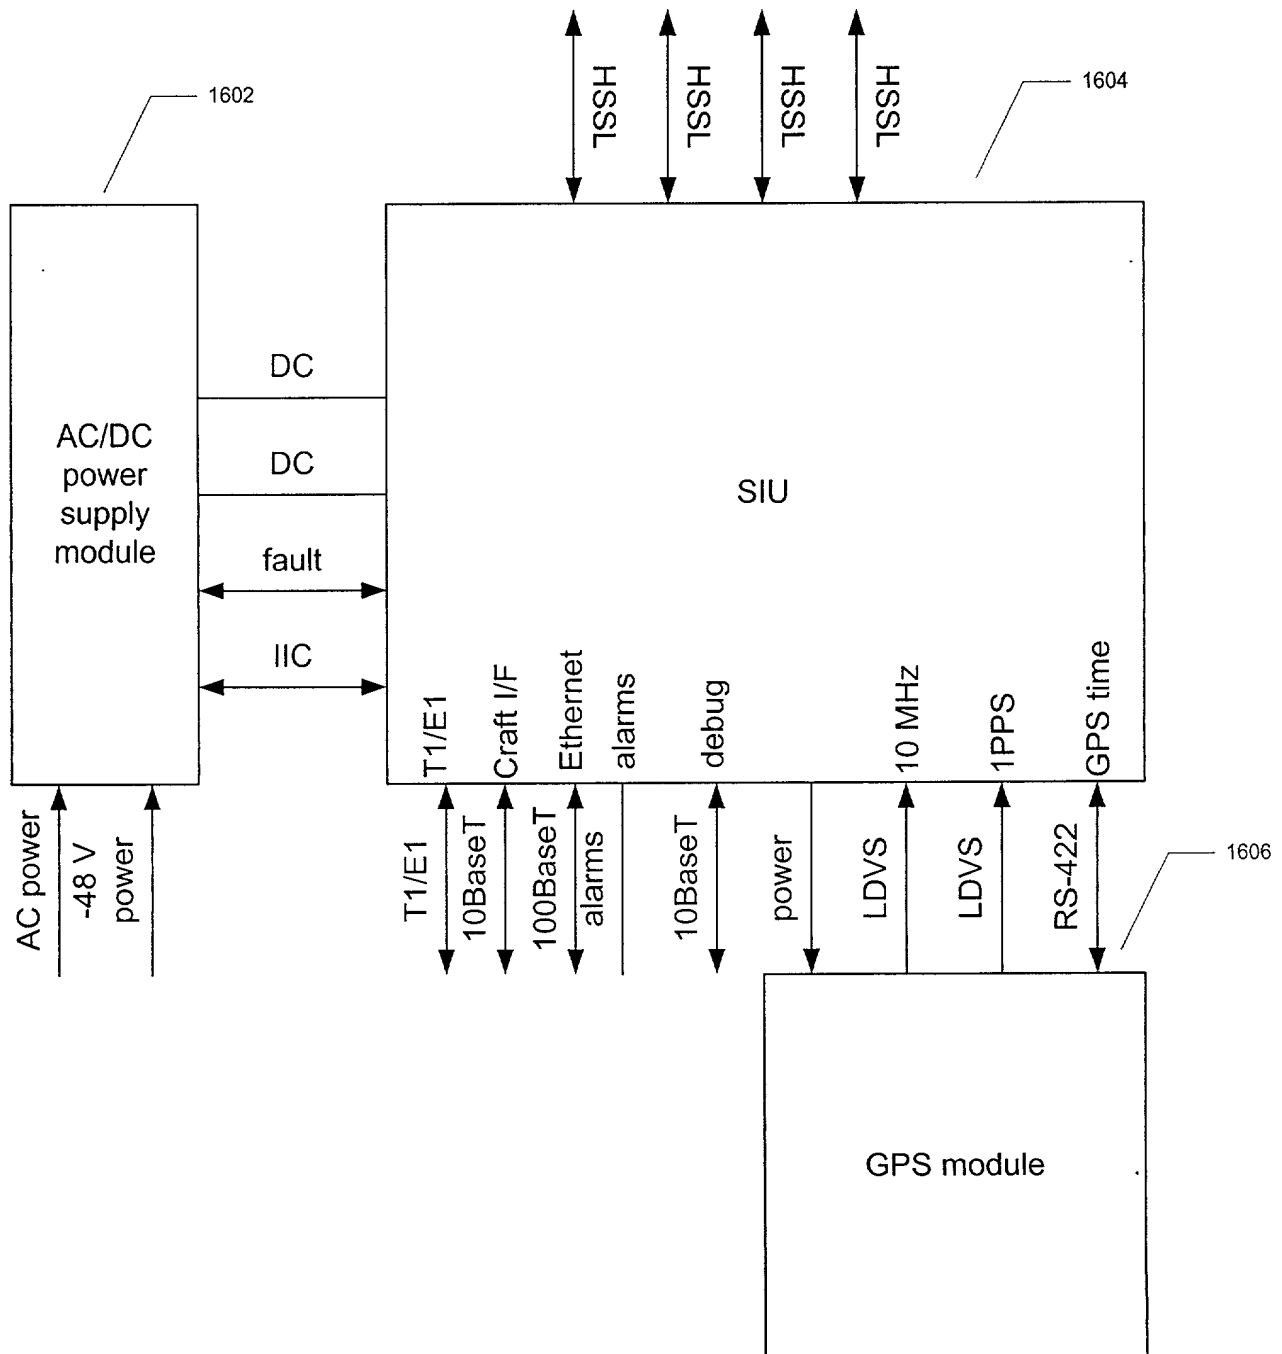 HSSL
HSSL
HSSL
HSSL
1602
1604
DC
AC/DC
power
supply
module
DC
SIU
fault
IIC
T1/E1
Craft I/F
Ethernet
alarms
debug
10 MHz
1PPS
GPS time
AC power
-48 V
power
T1/E1
10BaseT
100BaseT
alarms
10BaseT
power
LDVS
LDVS
RS-422
1606
GPS module